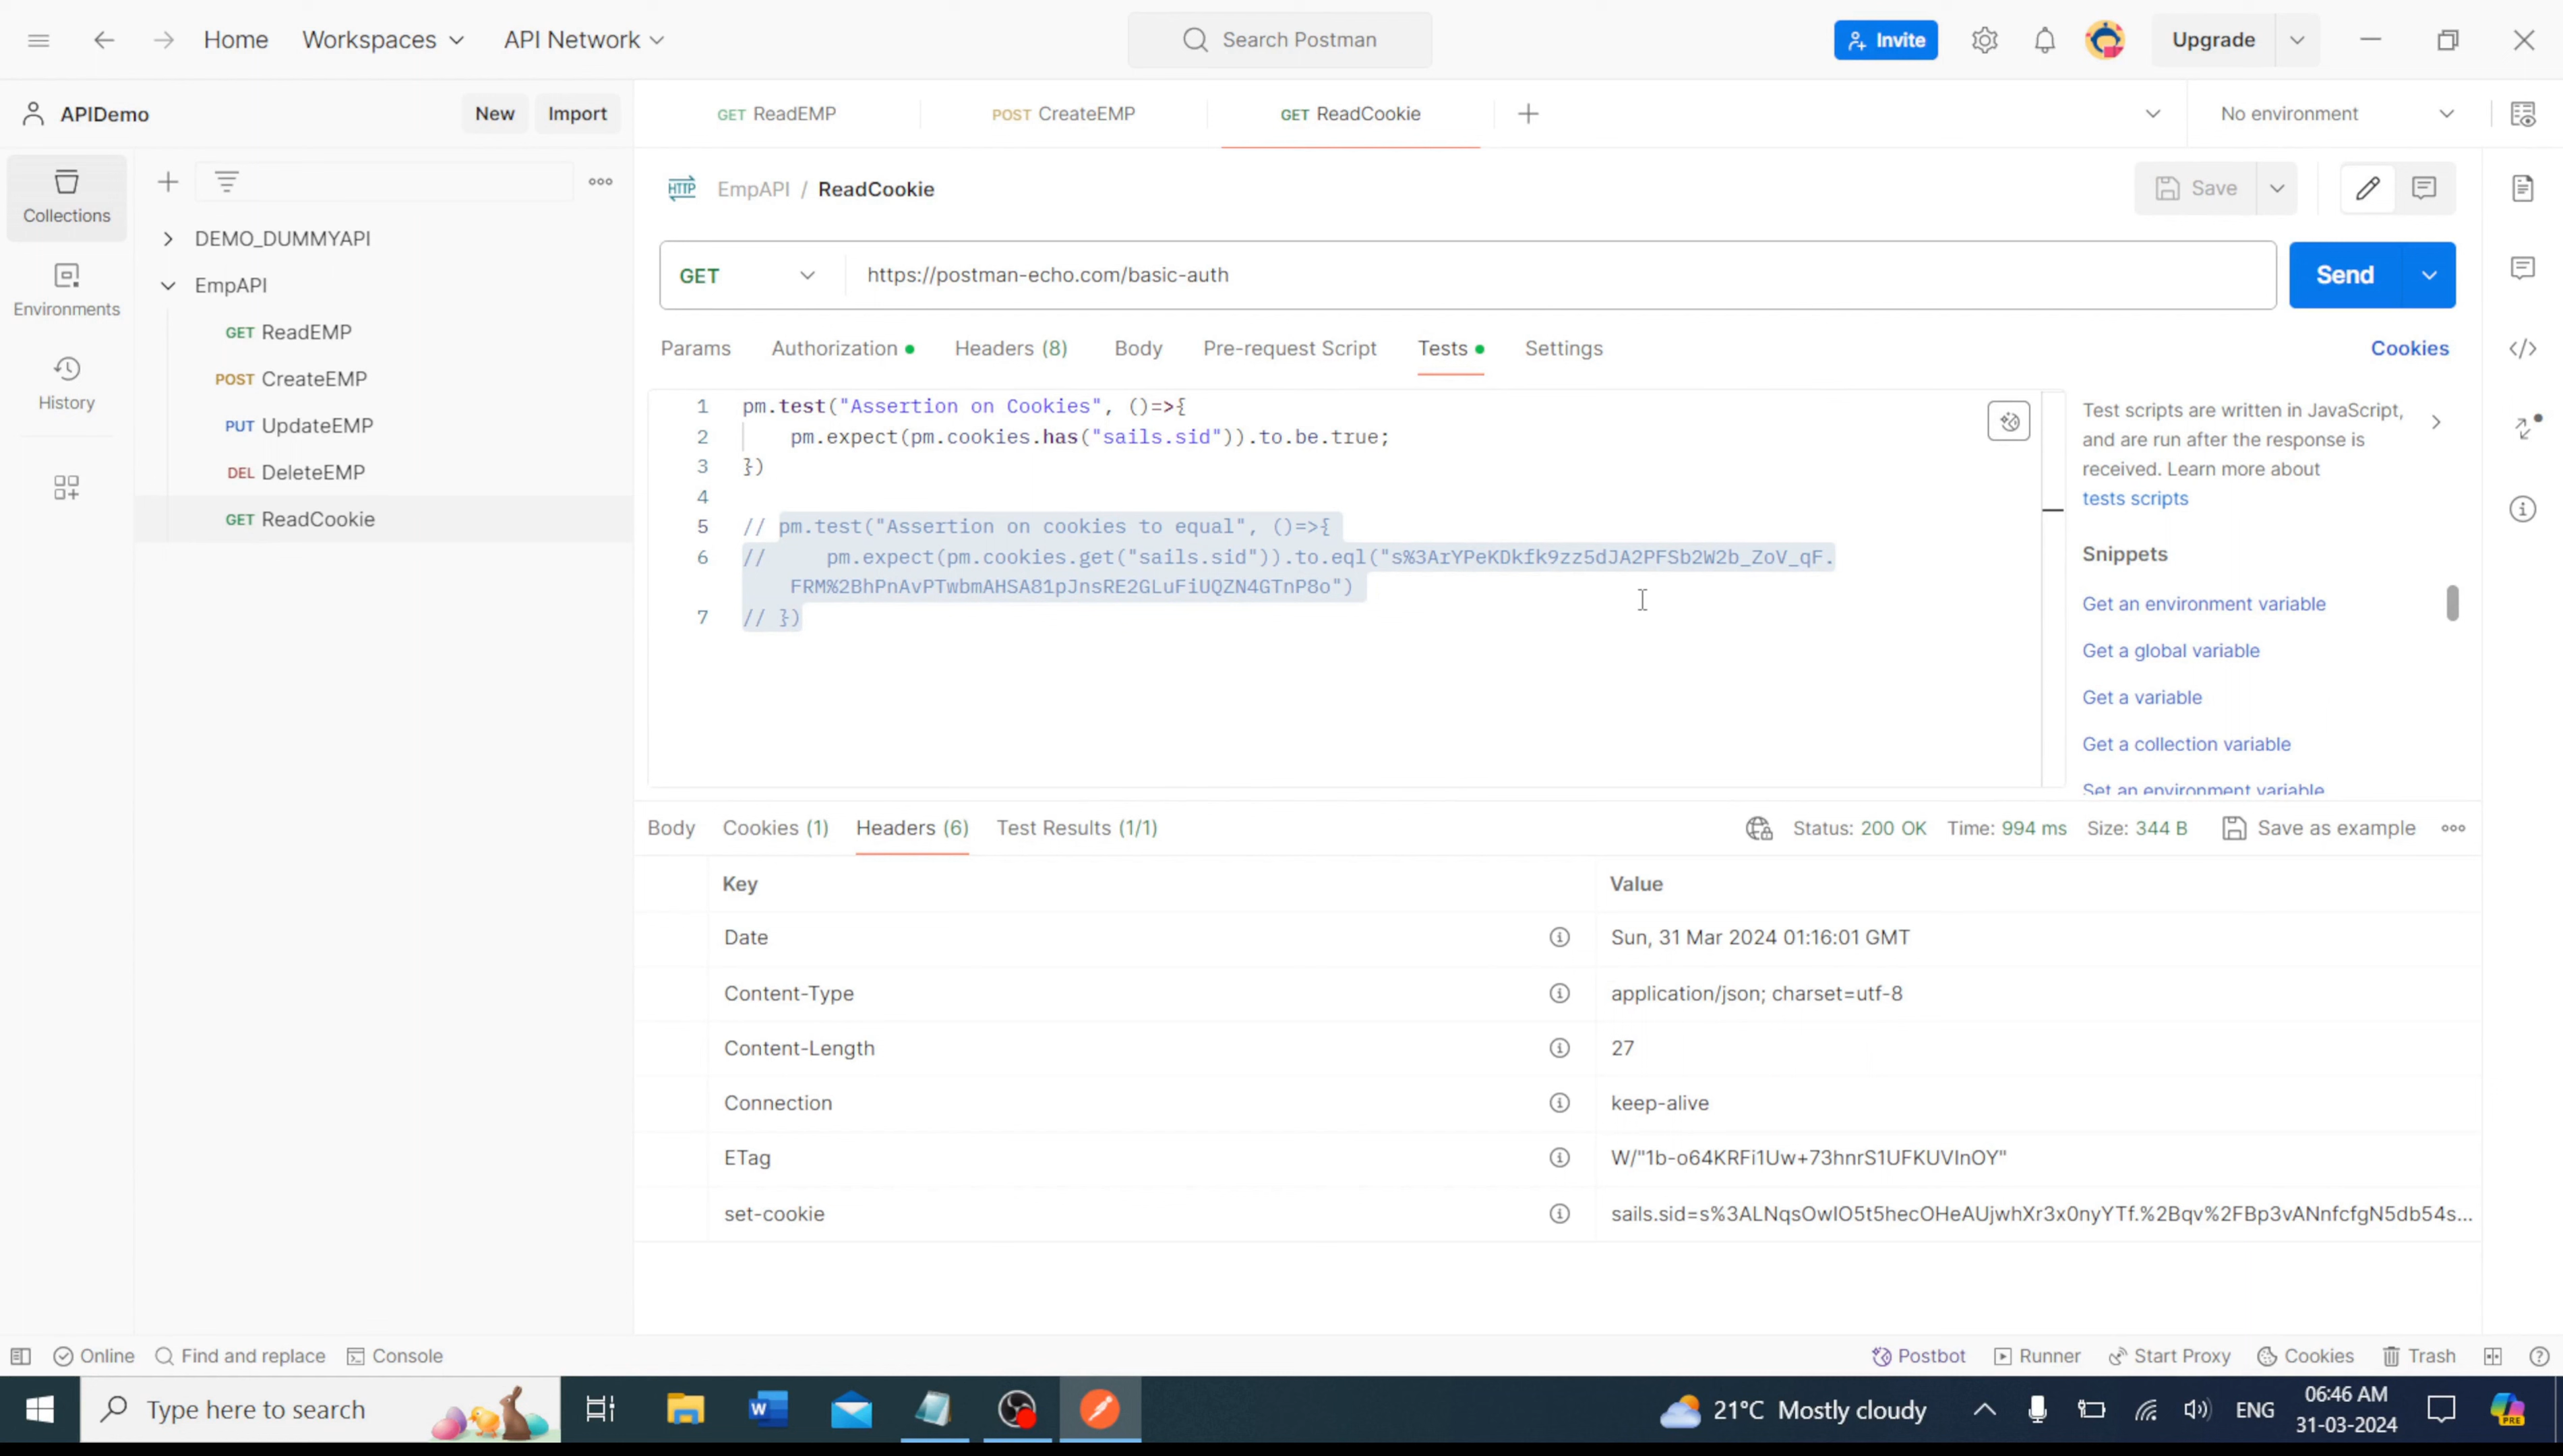 Home Workspaces API Network Search Postman Invite Upgrade
APIDemo New Import GET ReadEMP POST CreateEMP GET ReadCookie No environment
Collections
Environments
History
DEMO_DUMMYAPI
EmpAPI
GET ReadEMP
POST CreateEMP
PUT UpdateEMP
DEL DeleteEMP
GET ReadCookie
HTTP EmpAPI / ReadCookie Save
GET https://postman-echo.com/basic-auth Send
Params Authorization Headers (8) Body Pre-request Script Tests Settings Cookies
1 pm.test("Assertion on Cookies", ()=>{
2 pm.expect(pm.cookies.has("sails.sid")).to.be.true;
3 })
4
5 // pm.test("Assertion on cookies to equal", ()=>{
6 // pm.expect(pm.cookies.get("sails.sid")).to.eql("s%3ArYPeKDkfk9zz5dJA2PFSb2W2b_ZoV_qF.
FRM%2BhPnAvPTwbmAHSA81pJnsRE2GLuFiUQZN4GTnP8o")
7 // })
Test scripts are written in JavaScript,
and are run after the response is
received. Learn more about
tests scripts
Snippets
Get an environment variable
Get a global variable
Get a variable
Get a collection variable
Set an environment variable
Body Cookies (1) Headers (6) Test Results (1/1) Status: 200 OK Time: 994 ms Size: 344 B Save as example
Key Value
Date Sun, 31 Mar 2024 01:16:01 GMT
Content-Type application/json; charset=utf-8
Content-Length 27
Connection keep-alive
ETag W/"1b-o64KRFi1Uw+73hnrS1UFKUVInOY"
set-cookie sails.sid=s%3ALNqsOwIO5t5hecOHeAUjwhXr3x0nyYTf.%2Bqv%2FBp3vANnfcfgN5db54s...
Online Find and replace Console Postbot Runner Start Proxy Cookies Trash
Type here to search W 21°C Mostly cloudy ENG 06:46 AM PRE
31-03-2024